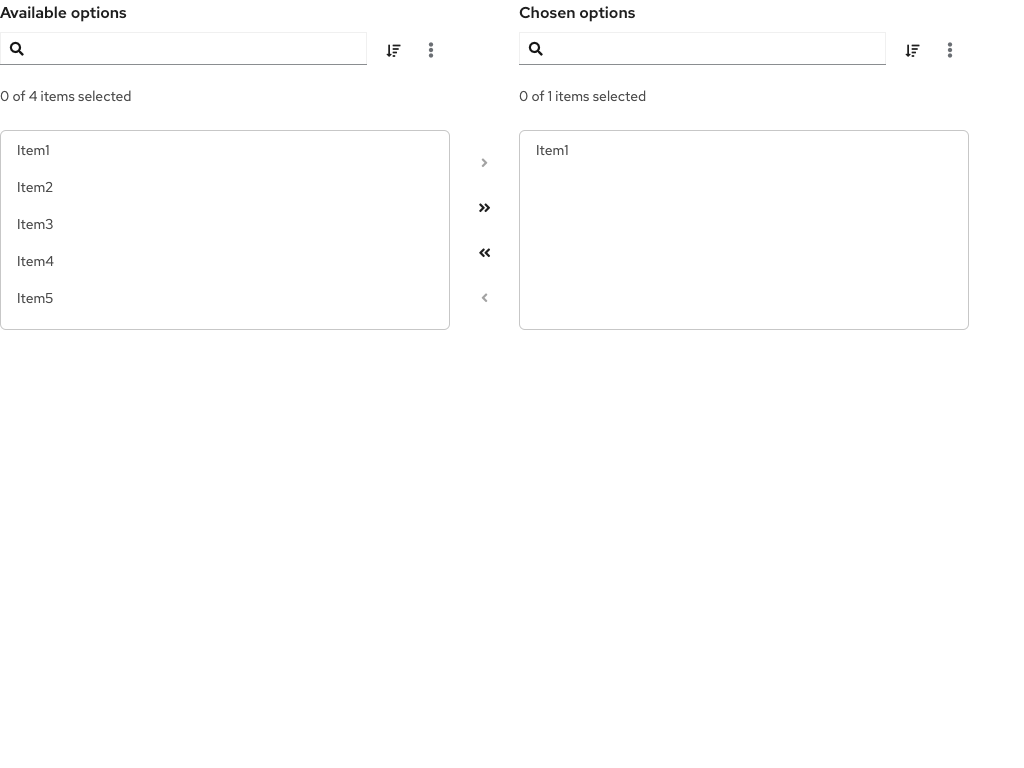 Available options
0 of 4 items selected
Item1
Item2
Item3
Item4
Item5
Chosen options
0 of 1 items selected
Item1